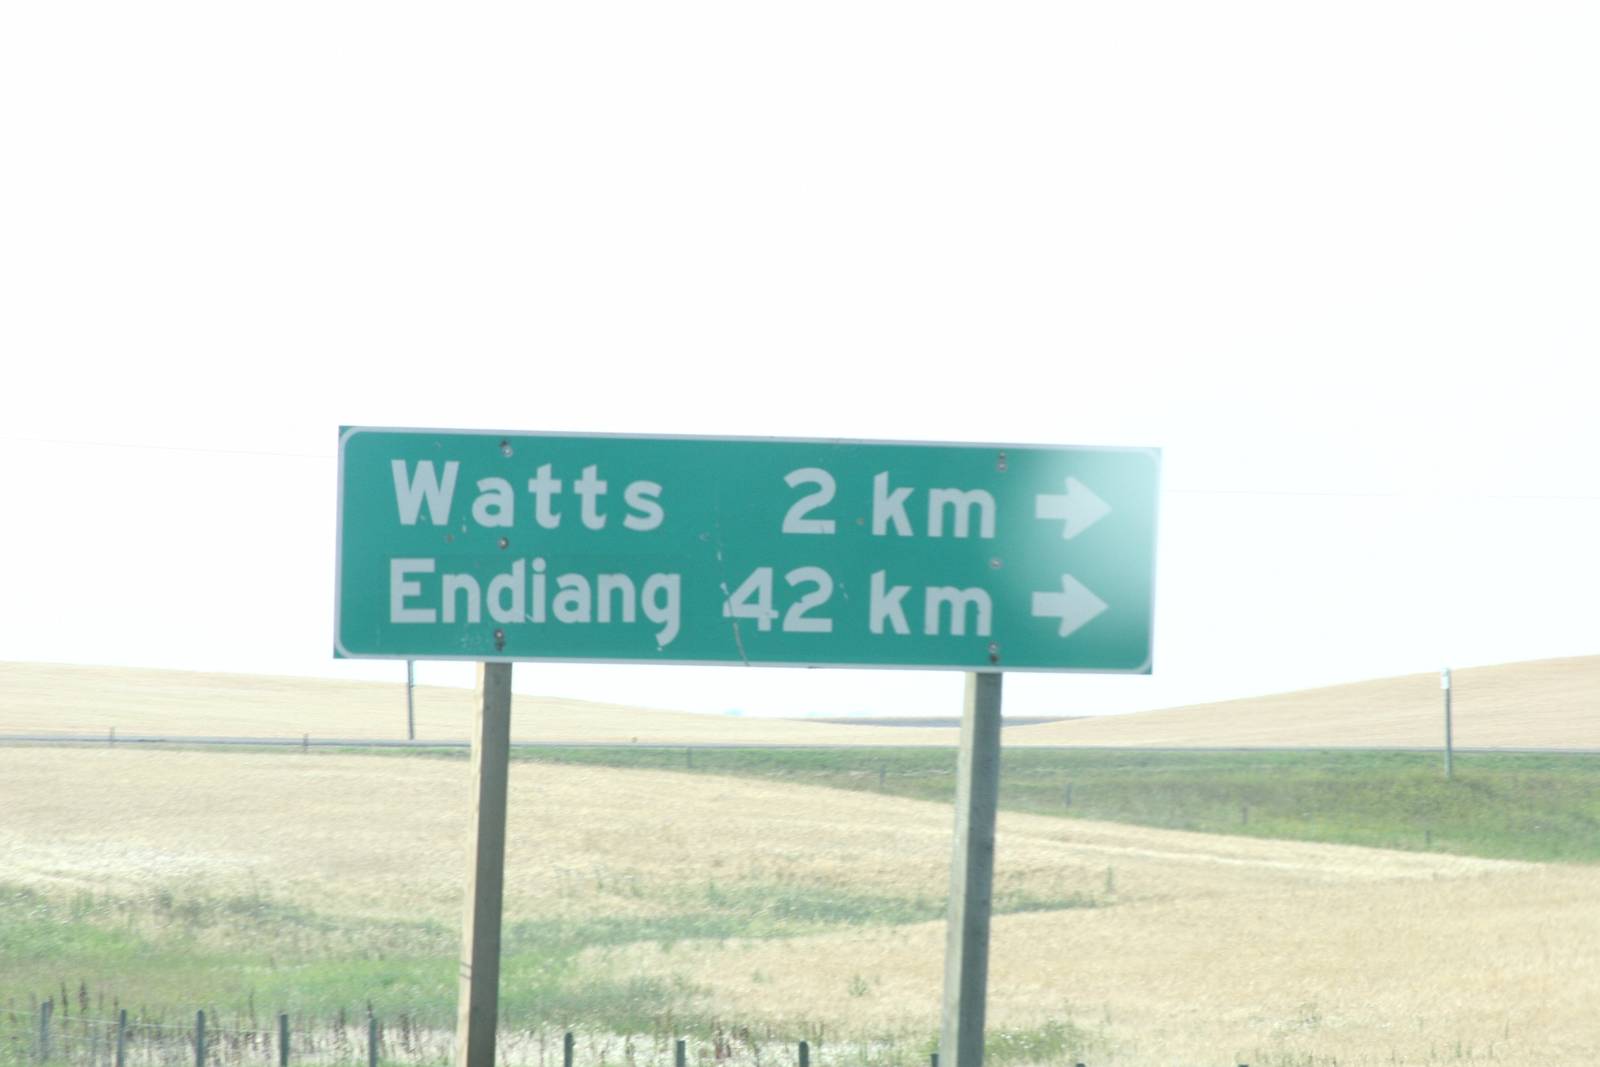 Watts 2 km →
Endiang 42 km →